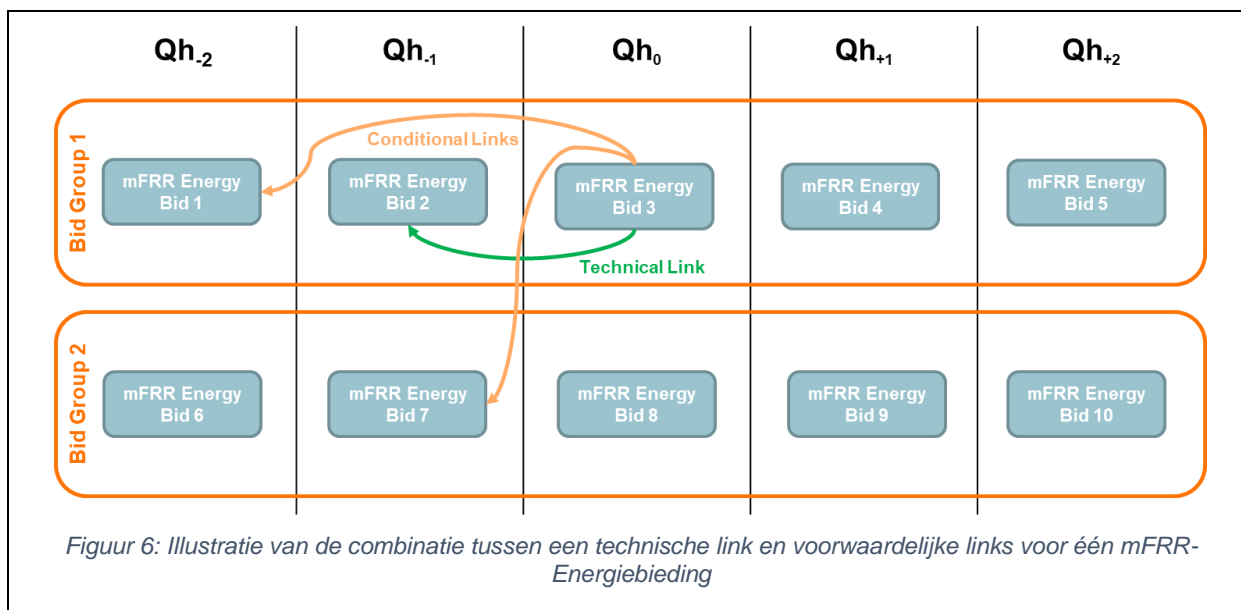 Qh-2 Qh-1 Qh0 Qh+1 Qh+2
Bid Group 1
Conditional Links
mFRR Energy
Bid 1
mFRR Energy
Bid 2
mFRR Energy
Bid 3
mFRR Energy
Bid 4
mFRR Energy
Bid 5
Technical Link
Bid Group 2
mFRR Energy
Bid 6
mFRR Energy
Bid 7
mFRR Energy
Bid 8
mFRR Energy
Bid 9
mFRR Energy
Bid 10
Figuur 6: Illustratie van de combinatie tussen een technische link en voorwaardelijke links voor één mFRR-
Energiebieding